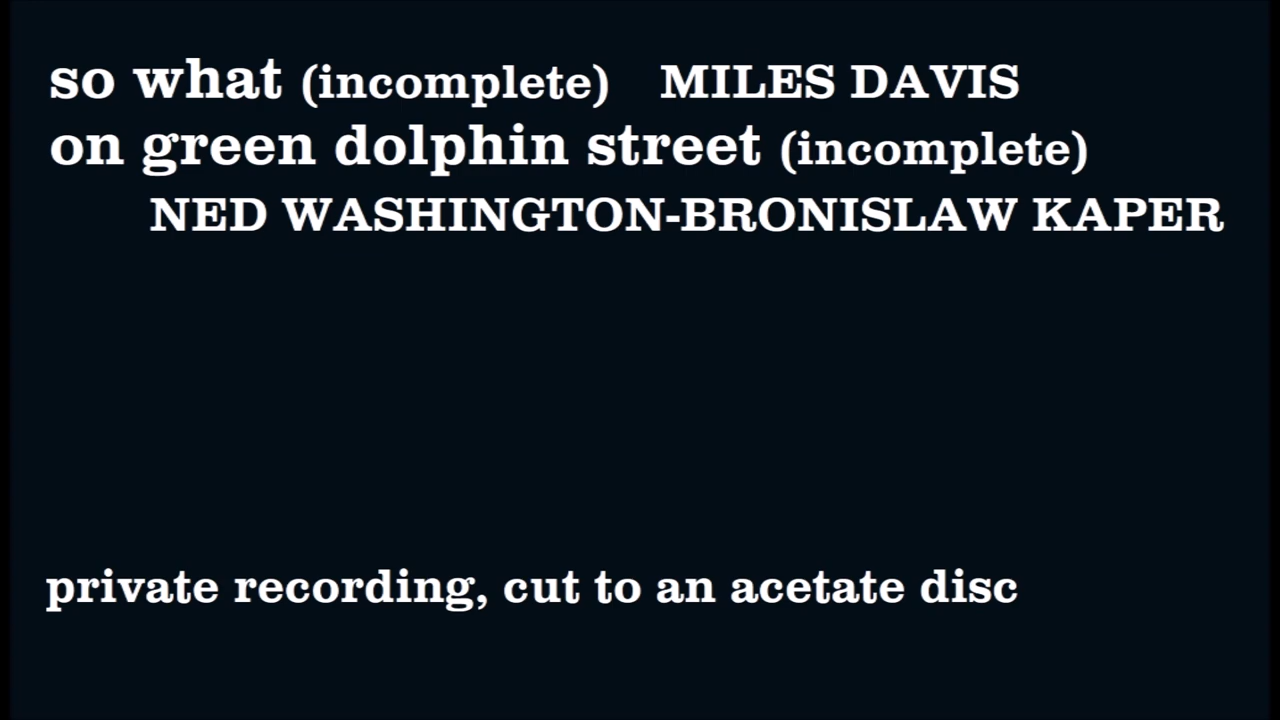 so what (incomplete) MILES DAVIS
on green dolphin street (incomplete)
NED WASHINGTON-BRONISLAW KAPER
private recording, cut to an acetate disc